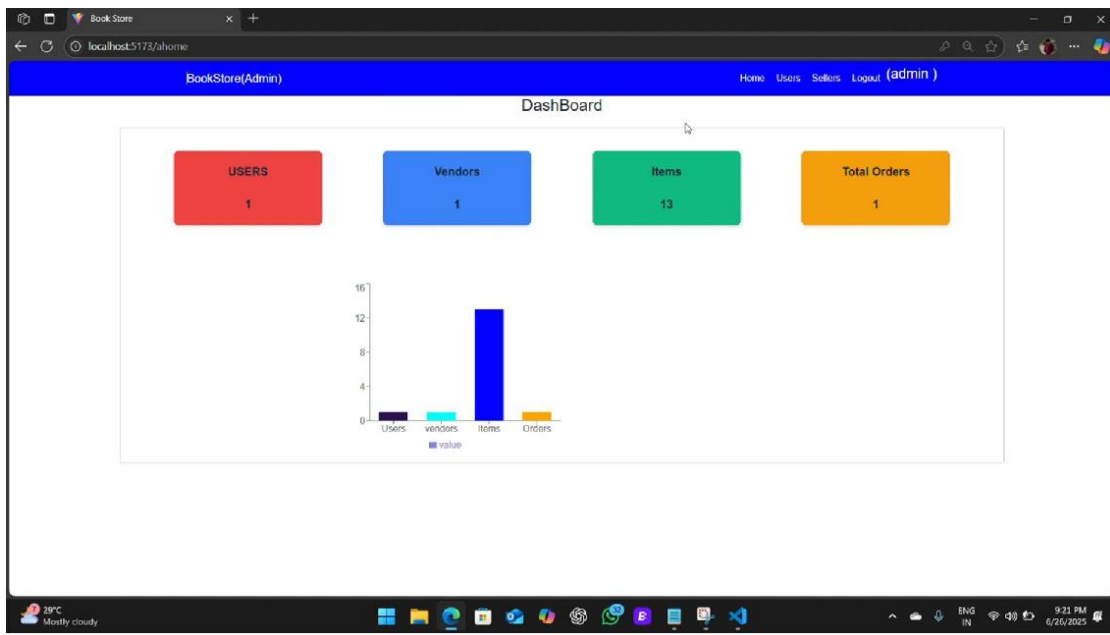 Book Store
localhost:5173/ahome
BookStore(Admin)
Home Users Sellers Logout (admin )
DashBoard
USERS
Vendors
Items
Total Orders
1
1
13
1
16
12
8
4
0
Users vendors Items Orders
value
7
29°C
Mostly cloudy
ENG
IN
9:21 PM
6/26/2025